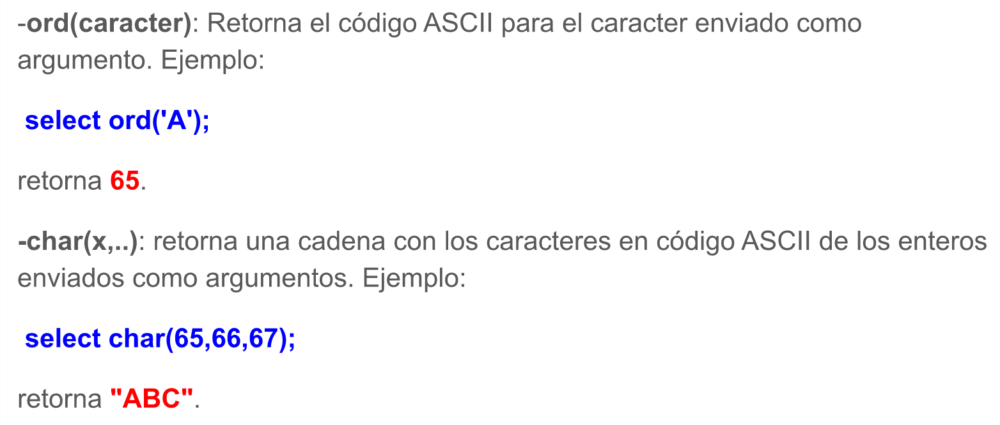 -ord(caracter): Retorna el código ASCII para el caracter enviado como
argumento. Ejemplo:
select ord('A');
retorna 65.
-char(x,..): retorna una cadena con los caracteres en código ASCII de los enteros
enviados como argumentos. Ejemplo:
select char(65,66,67);
retorna "ABC".